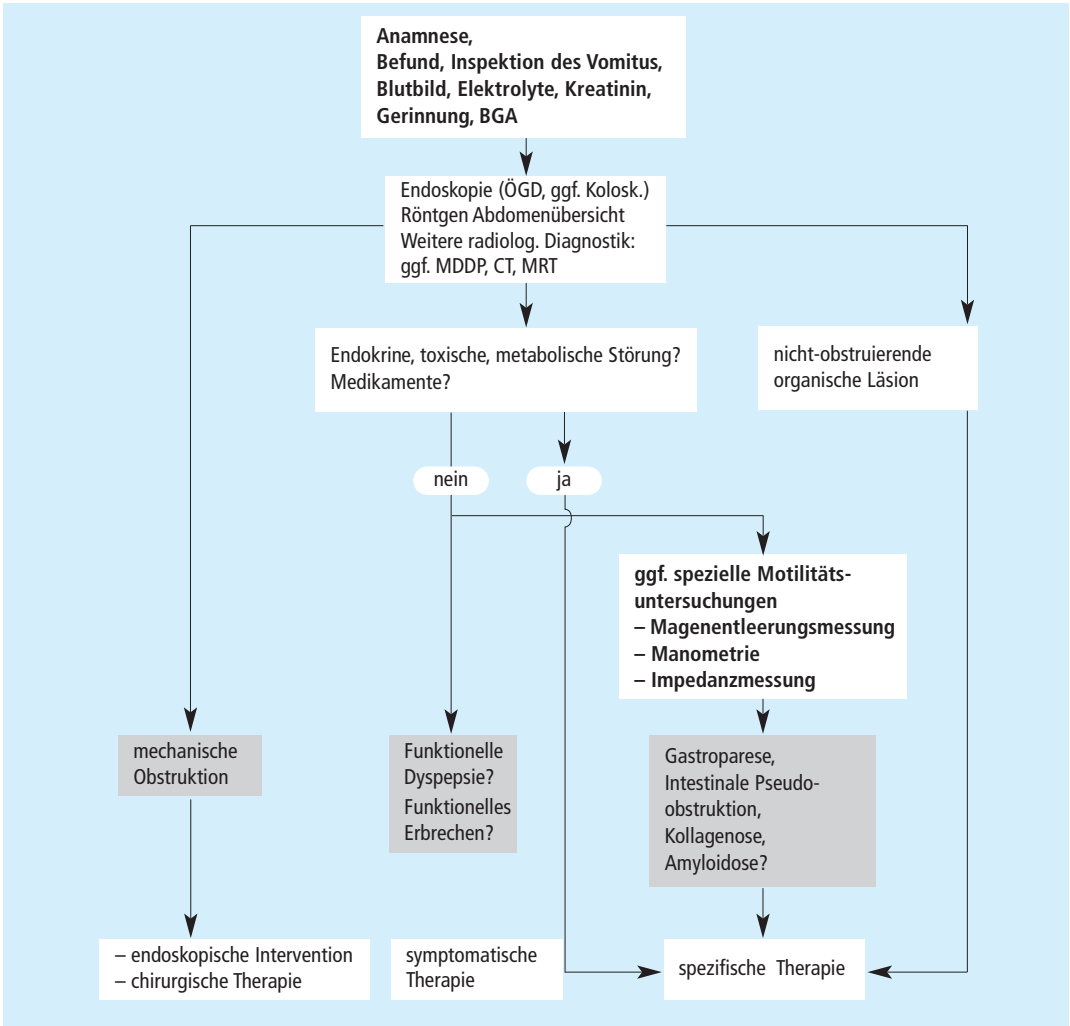 Anamnese,
Befund, Inspektion des Vomitus,
Blutbild, Elektrolyte, Kreatinin,
Gerinnung, BGA
Endoskopie (ÖGD, ggf. Kolosk.)
Röntgen Abdomenübersicht
Weitere radiolog. Diagnostik:
ggf. MDDP, CT, MRT
Endokrine, toxische, metabolische Störung?
Medikamente?
nicht-obstruierende
organische Läsion
nein
ja
ggf. spezielle Motilitäts-
untersuchungen
– Magenentleerungsmessung
– Manometrie
– Impedanzmessung
mechanische
Obstruktion
Funktionelle
Dyspepsie?
Funktionelles
Erbrechen?
Gastroparese,
Intestinale Pseudo-
obstruktion,
Kollagenose,
Amyloidose?
– endoskopische Intervention
– chirurgische Therapie
symptomatische
Therapie
spezifische Therapie